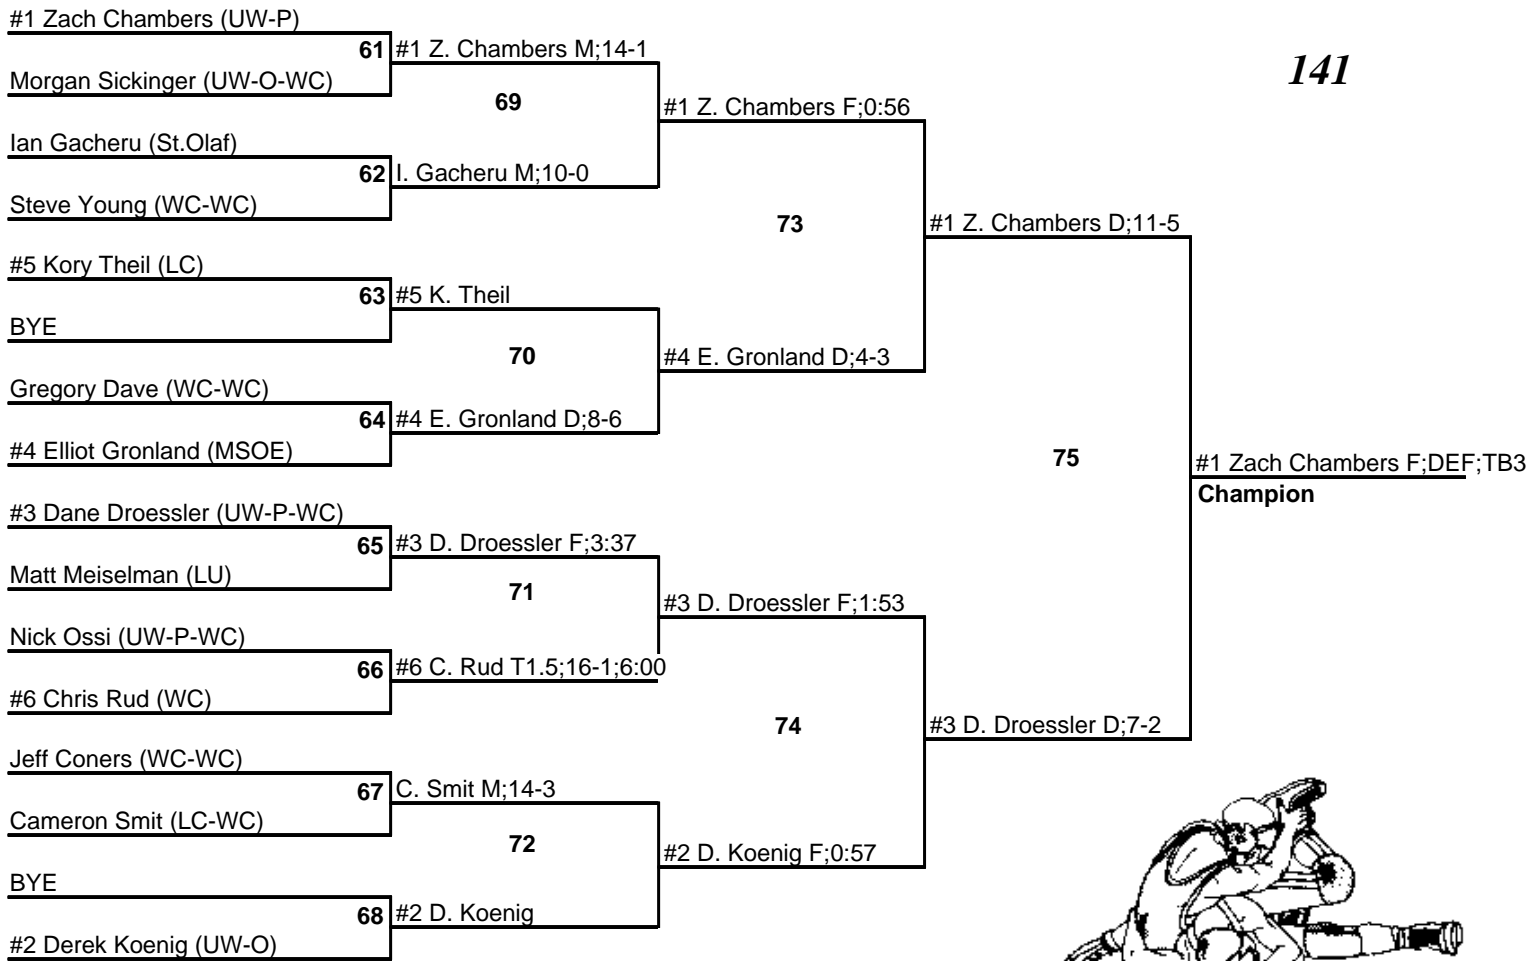 #1 Zach Chambers (UW-P)
61 #1 Z. Chambers M;14-1
141
Morgan Sickinger (UW-O-WC)
69
#1 Z. Chambers F;0:56
Ian Gacheru (St.Olaf)
62 I. Gacheru M;10-0
Steve Young (WC-WC)
73
#1 Z. Chambers D;11-5
#5 Kory Theil (LC)
63 #5 K. Theil
BYE
70
#4 E. Gronland D;4-3
Gregory Dave (WC-WC)
64 #4 E. Gronland D;8-6
#4 Elliot Gronland (MSOE)
75
#1 Zach Chambers F;DEF;TB3
Champion
#3 Dane Droessler (UW-P-WC)
65 #3 D. Droessler F;3:37
Matt Meiselman (LU)
71
#3 D. Droessler F;1:53
Nick Ossi (UW-P-WC)
66 #6 C. Rud T1.5;16-1;6:00
#6 Chris Rud (WC)
74
#3 D. Droessler D;7-2
Jeff Coners (WC-WC)
67 C. Smit M;14-3
Cameron Smit (LC-WC)
72
#2 D. Koenig F;0:57
BYE
68 #2 D. Koenig
#2 Derek Koenig (UW-O)